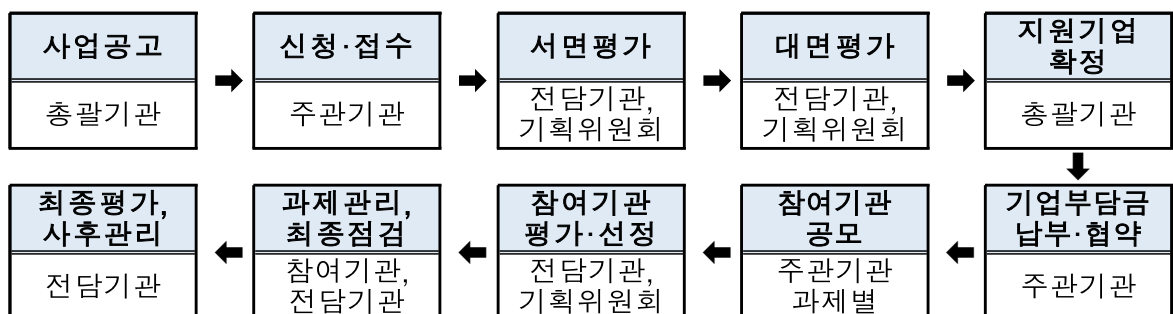 사업공고
총괄기관
신청·접수
주관기관
서면평가
전담기관,
기획위원회
대면평가
전담기관,
기획위원회
지원기업
확정
총괄기관
기업부담금
납부·협약
주관기관
참여기관
공모
주관기관
과제별
참여기관
평가·선정
전담기관,
기획위원회
과제관리,
최종점검
참여기관,
전담기관
최종평가,
사후관리
전담기관